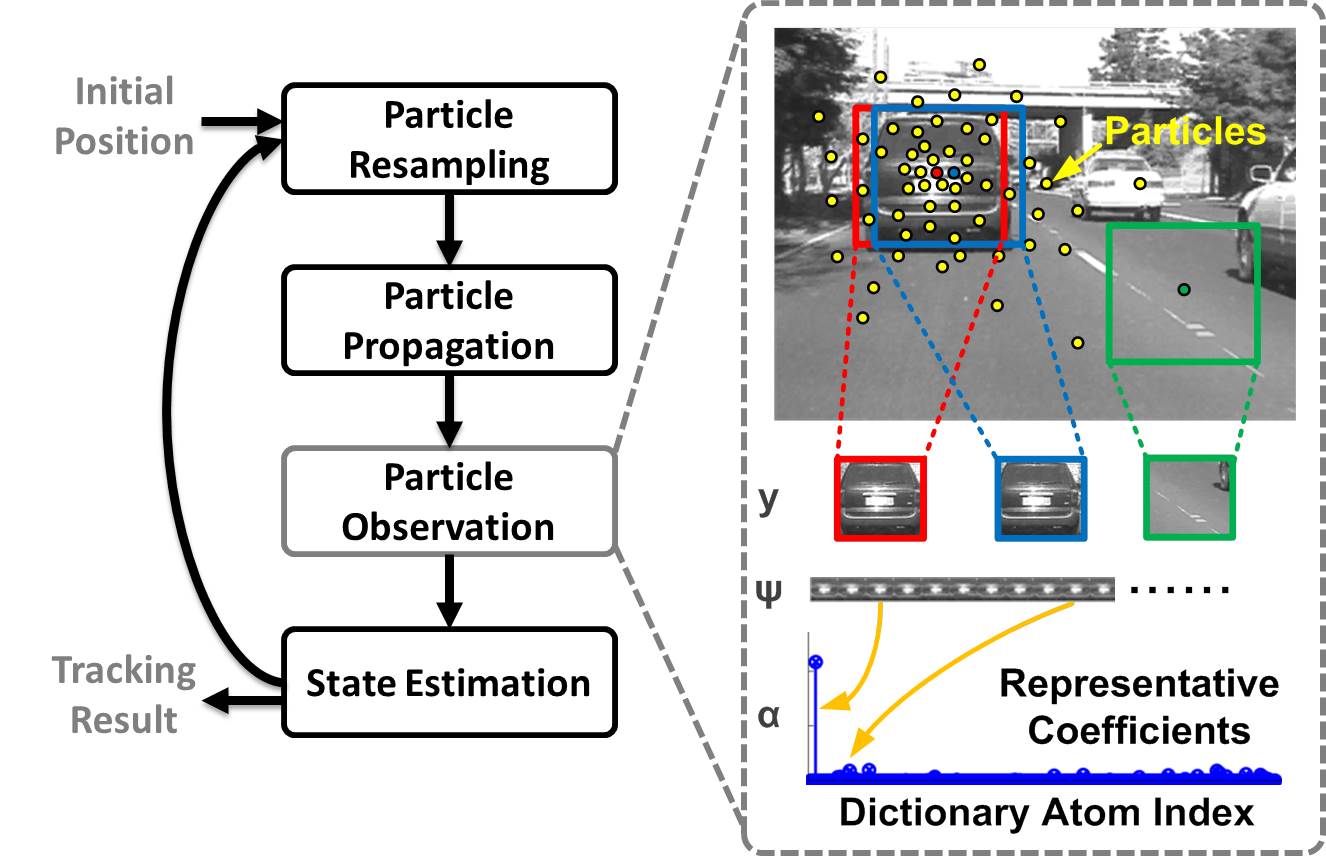 Initial
Position
Particle
Resampling
Particle
Propagation
Particle
Observation
State Estimation
Tracking
Result
Particles
y
ψ
......
α
Representative
Coefficients
Dictionary Atom Index